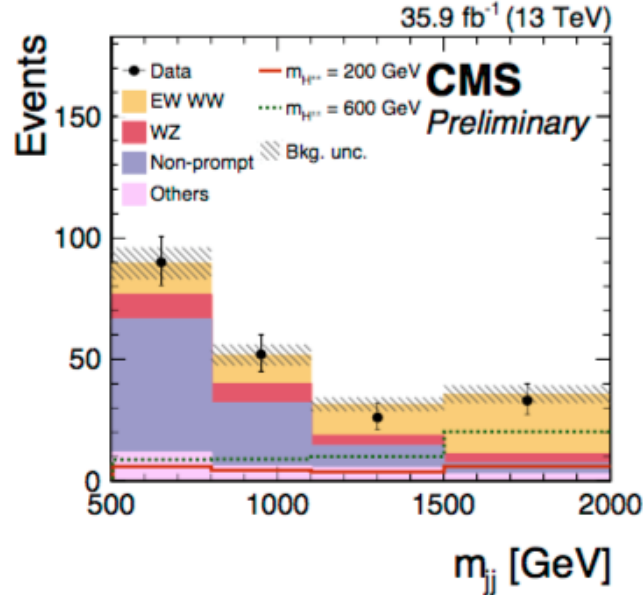 35.9 fb⁻¹ (13 TeV)
Events
Data
EW WW
WZ
Non-prompt
Others
m_H⁺⁺ = 200 GeV
m_H⁺⁺ = 600 GeV
Bkg. unc.
CMS
Preliminary
150
100
50
0
500
1000
1500
2000
m_jj [GeV]